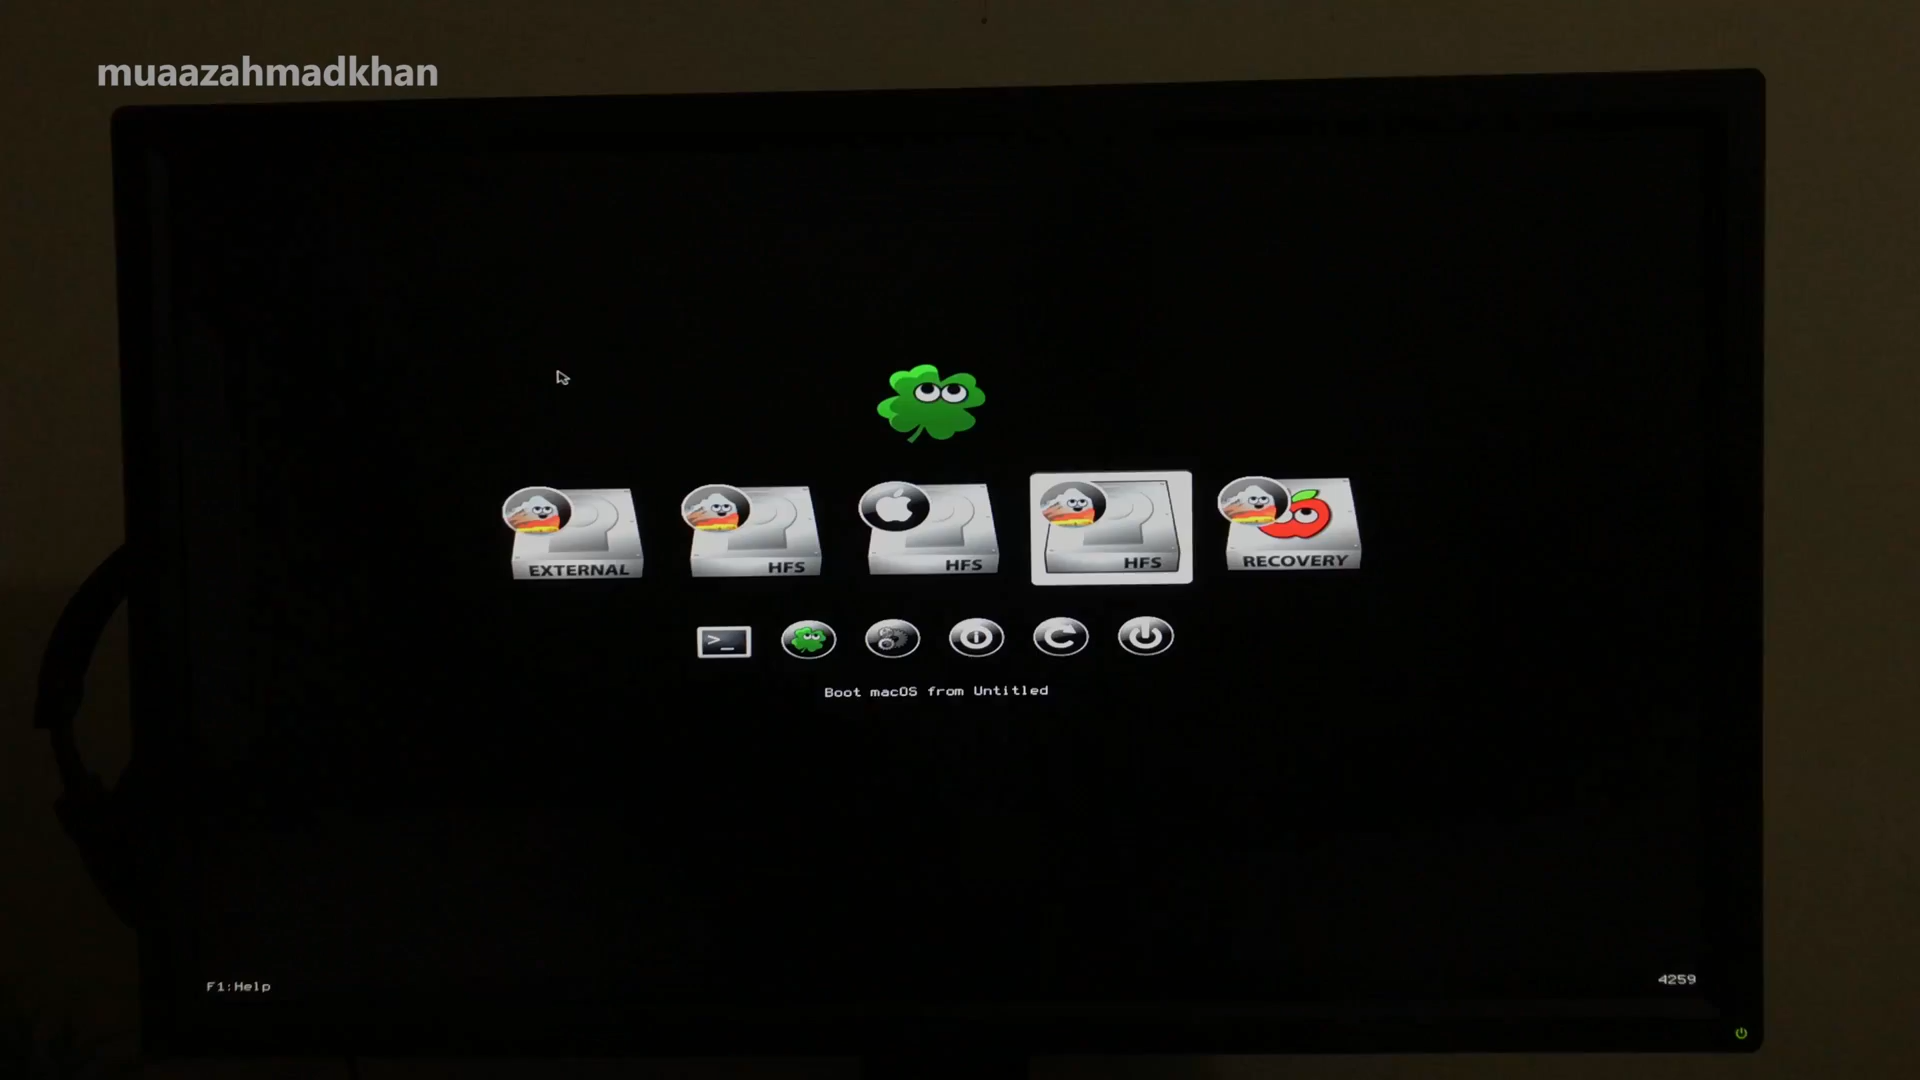 muaazahmadkhan
EXTERNAL
HFS
HFS
HFS
RECOVERY
>_
Boot macOS from Untitled
F1:Help
4259